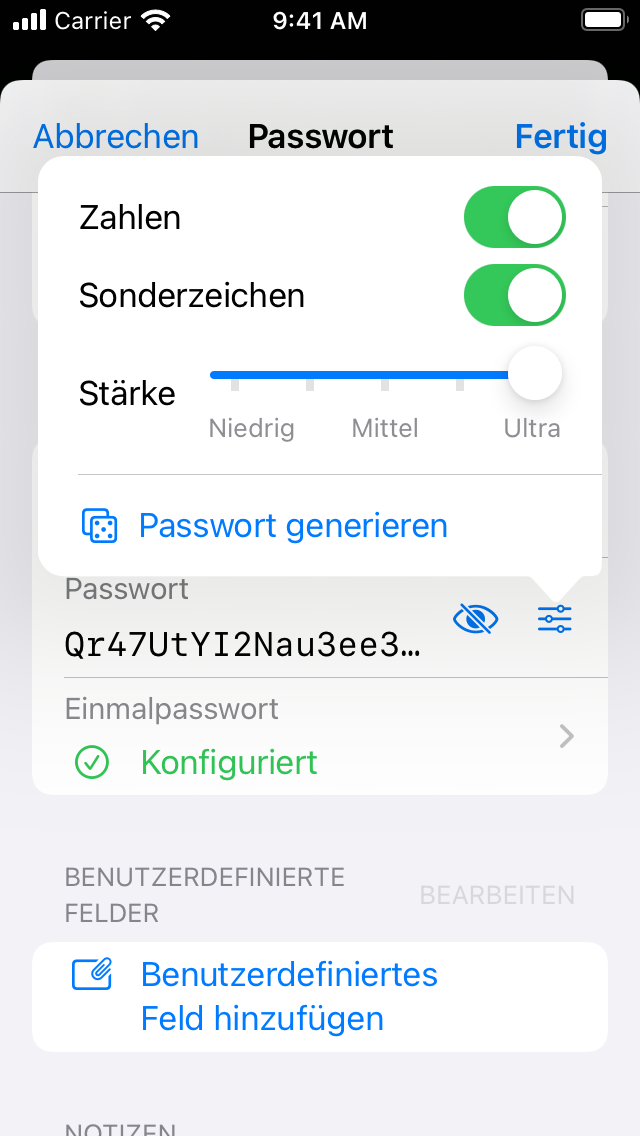 Carrier 9:41 AM
Abbrechen Passwort Fertig
Zahlen
Sonderzeichen
Stärke
Niedrig Mittel Ultra
Passwort generieren
Passwort
Qr47UtYI2Nau3ee3…
Einmalpasswort
Konfiguriert
BENUTZERDEFINIERTE
FELDER
BEARBEITEN
Benutzerdefiniertes
Feld hinzufügen
NOTIZEN